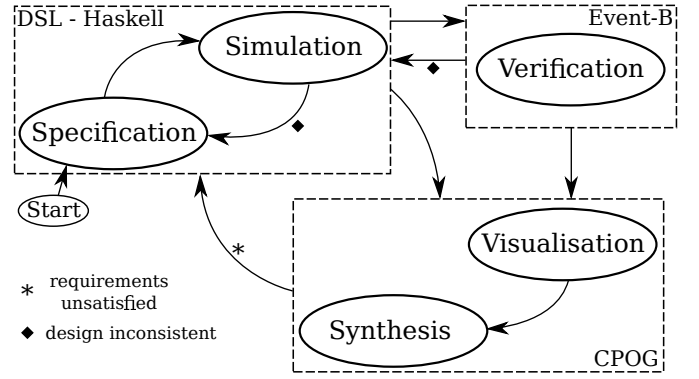 DSL - Haskell
Event-B
Simulation
Verification
Specification
Start
Visualisation
*
* requirements
unsatisfied
◆
◆
◆ design inconsistent
Synthesis
CPOG